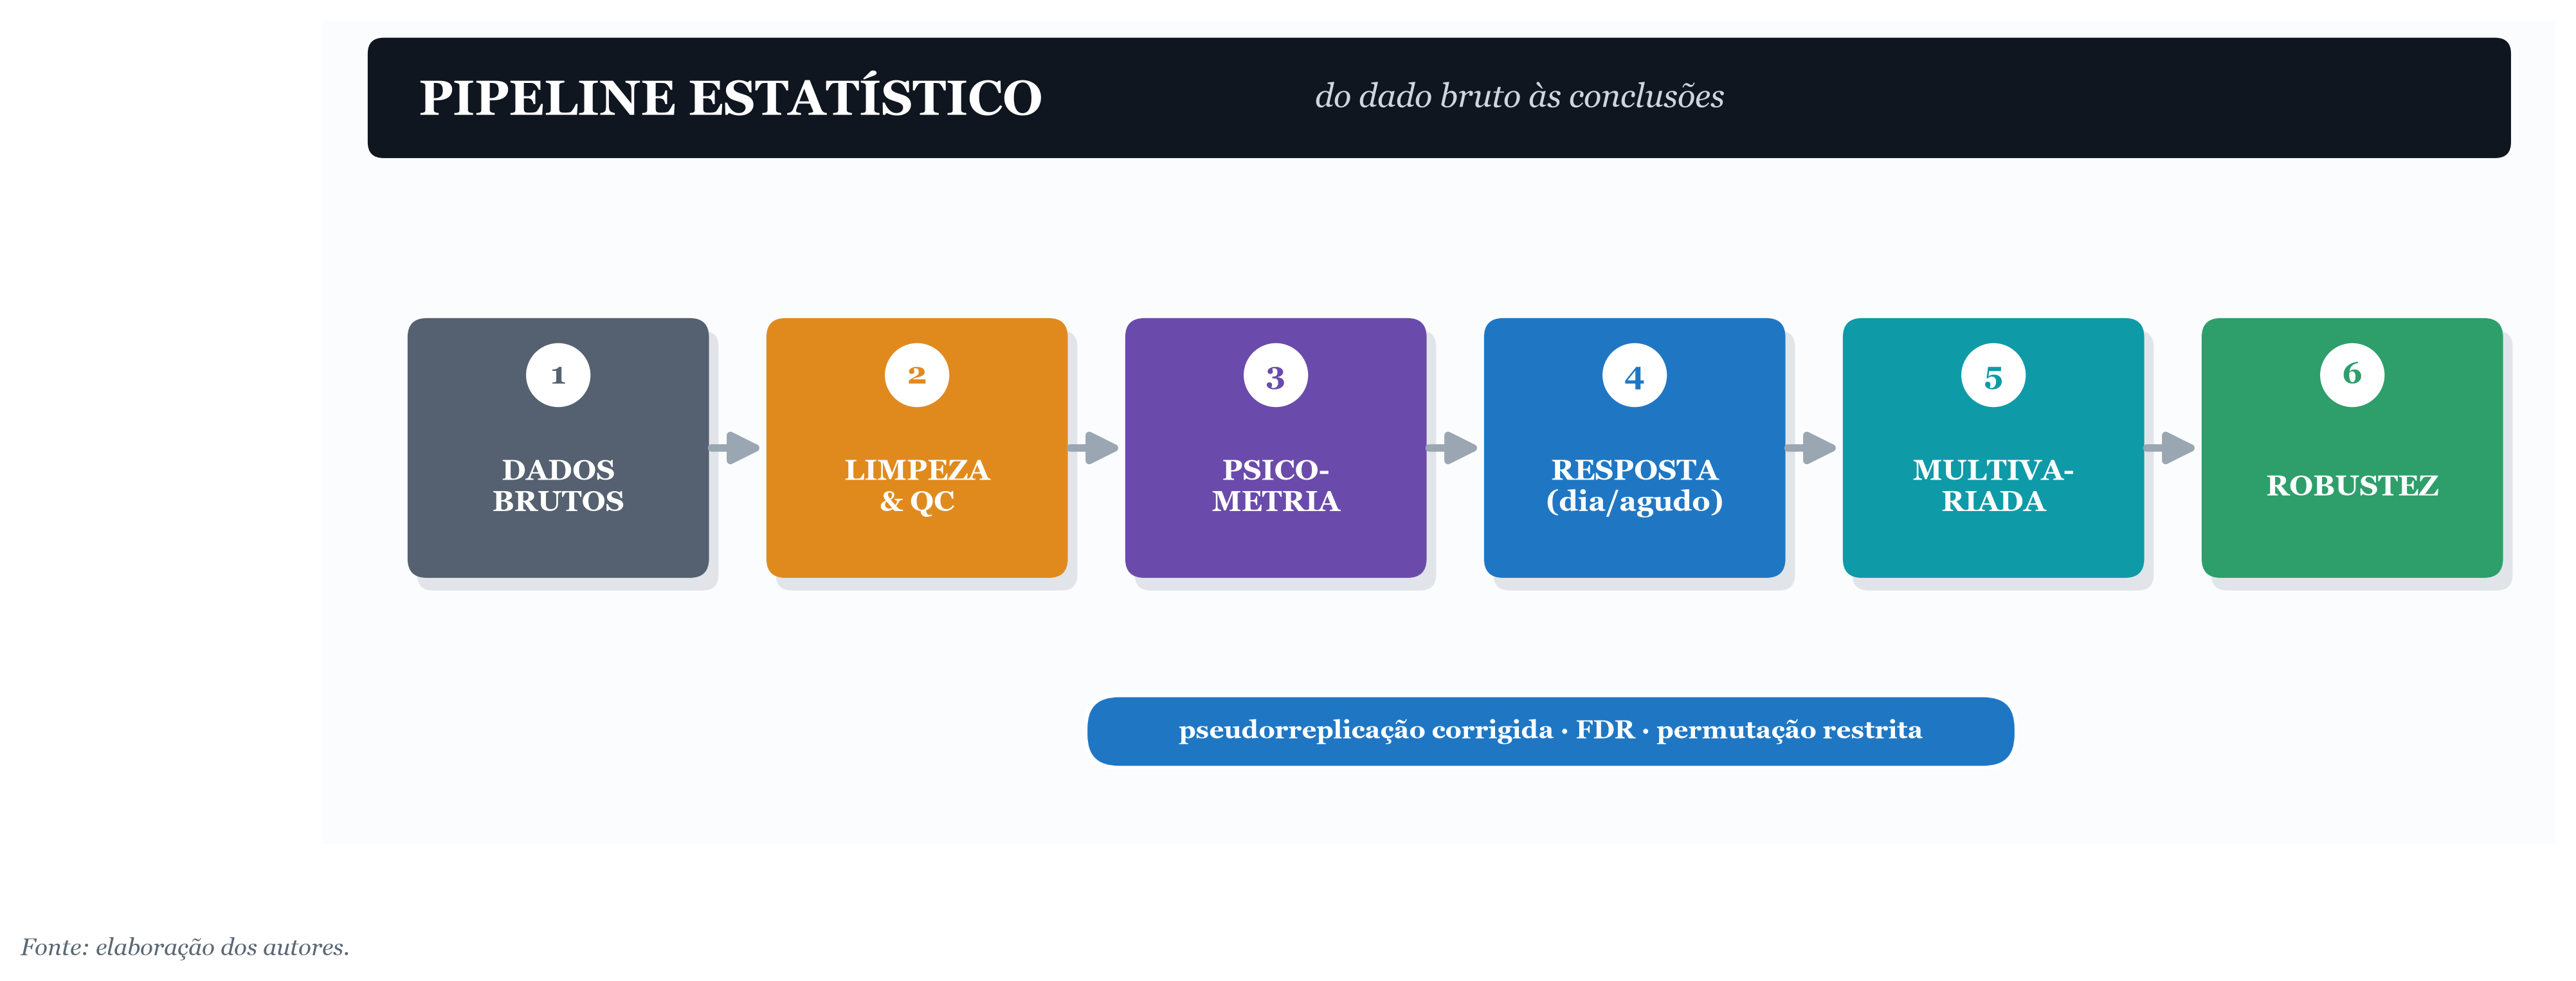 PIPELINE ESTATÍSTICO
do dado bruto às conclusões
1
DADOS
BRUTOS
2
LIMPEZA
& QC
3
PSICO-
METRIA
4
RESPOSTA
(dia/agudo)
5
MULTIVA-
RIADA
6
ROBUSTEZ
pseudorreplicação corrigida · FDR · permutação restrita
Fonte: elaboração dos autores.